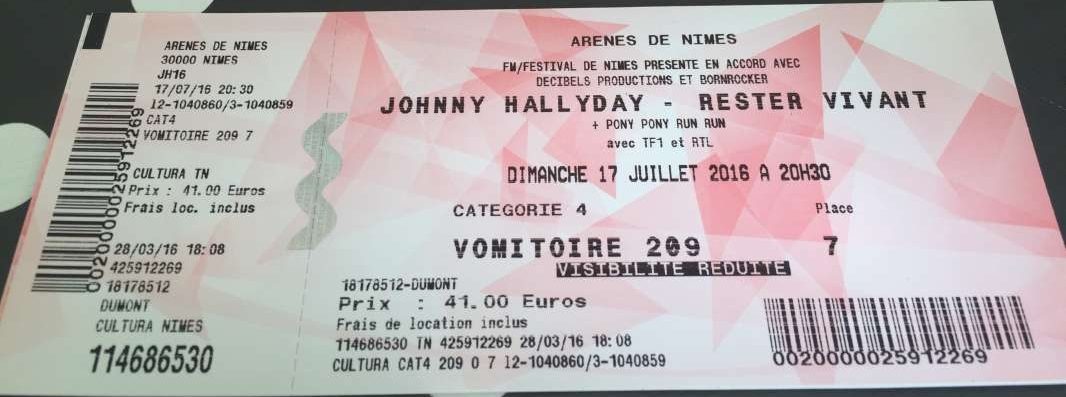 ARENES DE NIMES
30000 NIMES
JH16
17/07/16 20:30
12-1040860/3-1040859
CAT4
VOMITOIRE 209 7
CULTURA TN
Prix : 41.00 Euros
Frais loc. inclus
28/03/16 18:08
425912269
18178512
DUMONT
CULTURA NIMES
114686530
0020000025912269
ARENES DE NIMES
FM/FESTIVAL DE NIMES PRESENTE EN ACCORD AVEC
DECIBELS PRODUCTIONS ET BORNROCKER
JOHNNY HALLYDAY - RESTER VIVANT
+ PONY PONY RUN RUN
avec TF1 et RTL
DIMANCHE 17 JUILLET 2016 A 20H30
CATEGORIE 4 Place
VOMITOIRE 209 7
VISIBILITE REDUITE
18178512-DUMONT
Prix : 41.00 Euros
Frais de location inclus
114686530 TN 425912269 28/03/16 18:08
CULTURA CAT4 209 0 7 12-1040860/3-1040859
0020000025912269